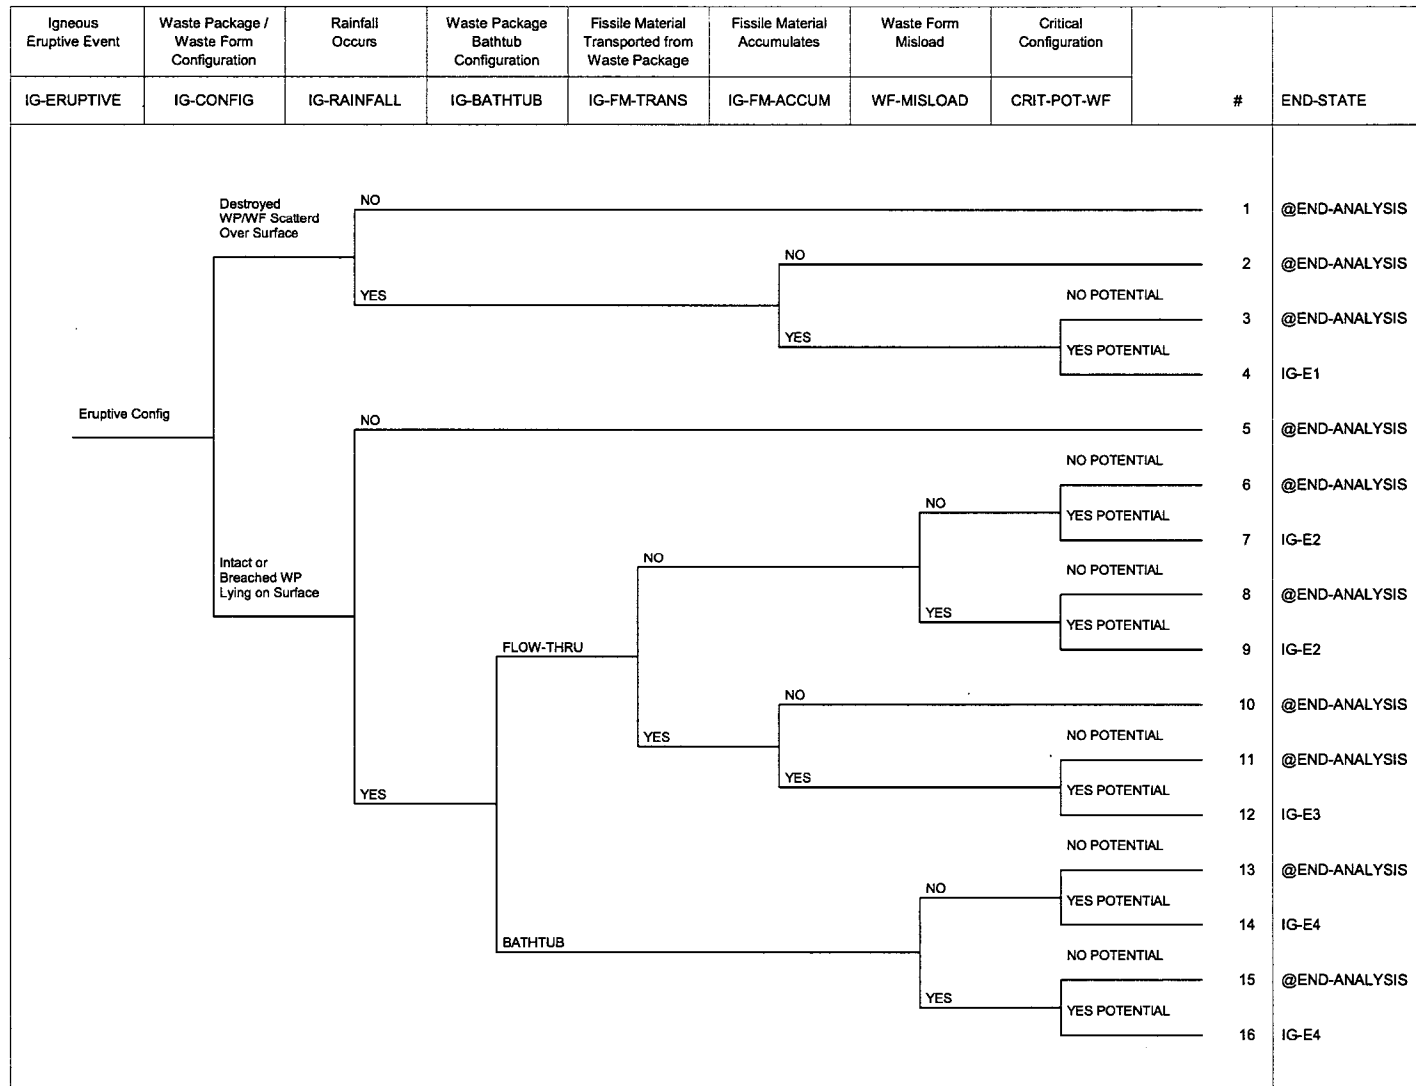 Igneous
Eruptive Event
Waste Package /
Waste Form
Configuration
Rainfall
Occurs
Waste Package
Bathtub
Configuration
Fissile Material
Transported from
Waste Package
Fissile Material
Accumulates
Waste Form
Misload
Critical
Configuration
IG-ERUPTIVE
IG-CONFIG
IG-RAINFALL
IG-BATHTUB
IG-FM-TRANS
IG-FM-ACCUM
WF-MISLOAD
CRIT-POT-WF
#
END-STATE
Destroyed
WP/WF Scatterd
Over Surface
NO
1 @END-ANALYSIS
NO
2 @END-ANALYSIS
YES
NO POTENTIAL
3 @END-ANALYSIS
YES
YES POTENTIAL
4 IG-E1
Eruptive Config
NO
5 @END-ANALYSIS
NO POTENTIAL
6 @END-ANALYSIS
NO
YES POTENTIAL
7 IG-E2
Intact or
Breached WP
Lying on Surface
NO
NO POTENTIAL
8 @END-ANALYSIS
YES
YES POTENTIAL
FLOW-THRU
9 IG-E2
NO
10 @END-ANALYSIS
YES
NO POTENTIAL
11 @END-ANALYSIS
YES
YES
YES POTENTIAL
12 IG-E3
NO POTENTIAL
13 @END-ANALYSIS
NO
YES POTENTIAL
14 IG-E4
BATHTUB
NO POTENTIAL
15 @END-ANALYSIS
YES
YES POTENTIAL
16 IG-E4